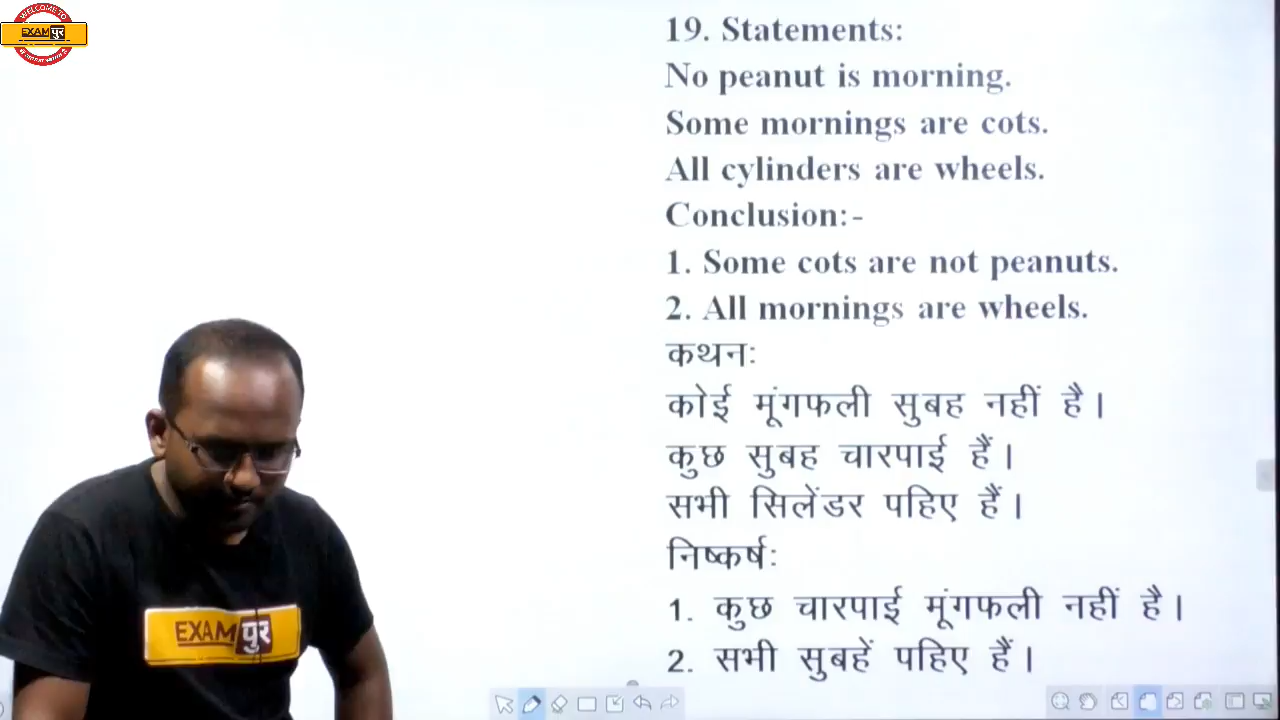 WELCOME TO
EXAM पुर
19. Statements:
No peanut is morning.
Some mornings are cots.
All cylinders are wheels.
Conclusion:-
1. Some cots are not peanuts.
2. All mornings are wheels.
कथन:
कोई मूंगफली सुबह नहीं है।
कुछ सुबह चारपाई हैं।
सभी सिलेंडर पहिए हैं।
निष्कर्ष:
1. कुछ चारपाई मूंगफली नहीं है।
2. सभी सुबहें पहिए हैं।
EXAM पुर